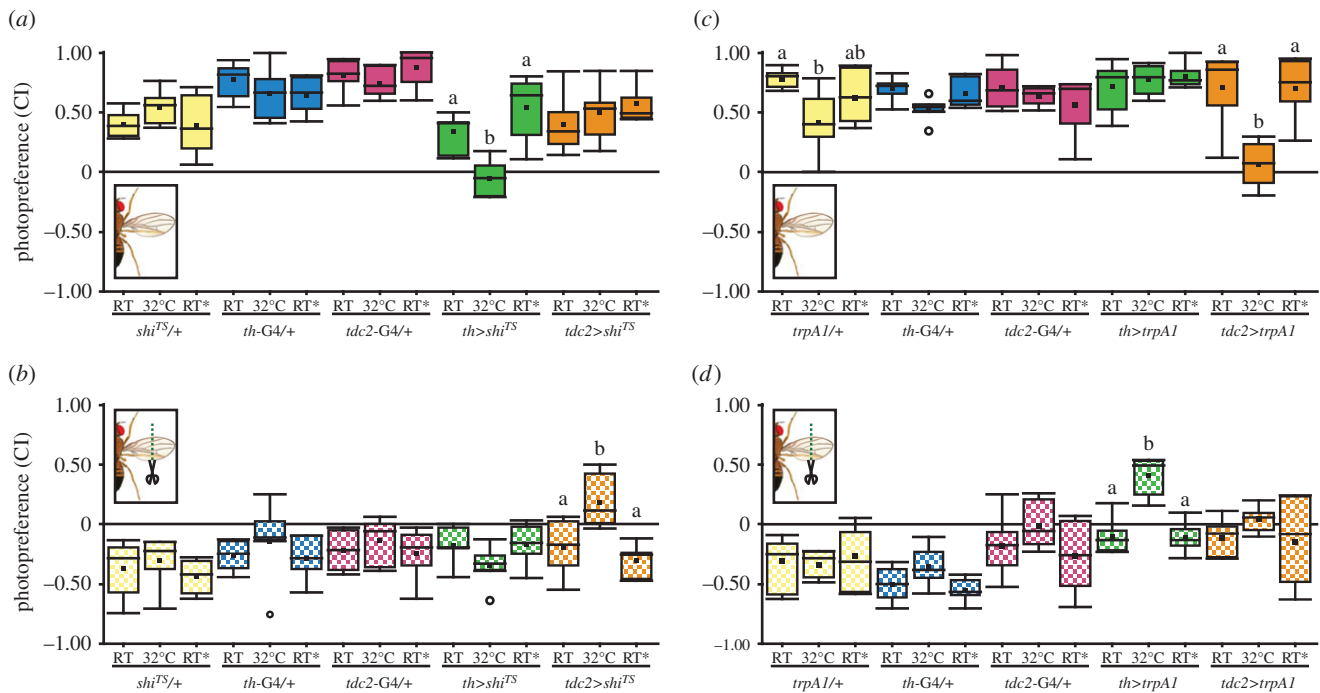 (a)
1.00
0.50
0
–0.50
–1.00
photopreference (CI)
a
b
a
RT 32°C RT* RT 32°C RT* RT 32°C RT* RT 32°C RT* RT 32°C RT*
shiTS/+ th-G4/+ tdc2-G4/+ th>shiTS tdc2>shiTS
(c)
1.00
0.50
0
–0.50
–1.00
photopreference (CI)
a b ab a b a
RT 32°C RT* RT 32°C RT* RT 32°C RT* RT 32°C RT* RT 32°C RT*
trpA1/+ th-G4/+ tdc2-G4/+ th>trpA1 tdc2>trpA1
(b)
1.00
0.50
0
–0.50
–1.00
photopreference (CI)
a b a
RT 32°C RT* RT 32°C RT* RT 32°C RT* RT 32°C RT* RT 32°C RT*
shiTS/+ th-G4/+ tdc2-G4/+ th>shiTS tdc2>shiTS
(d)
1.00
0.50
0
–0.50
–1.00
photopreference (CI)
a b a
RT 32°C RT* RT 32°C RT* RT 32°C RT* RT 32°C RT* RT 32°C RT*
trpA1/+ th-G4/+ tdc2-G4/+ th>trpA1 tdc2>trpA1